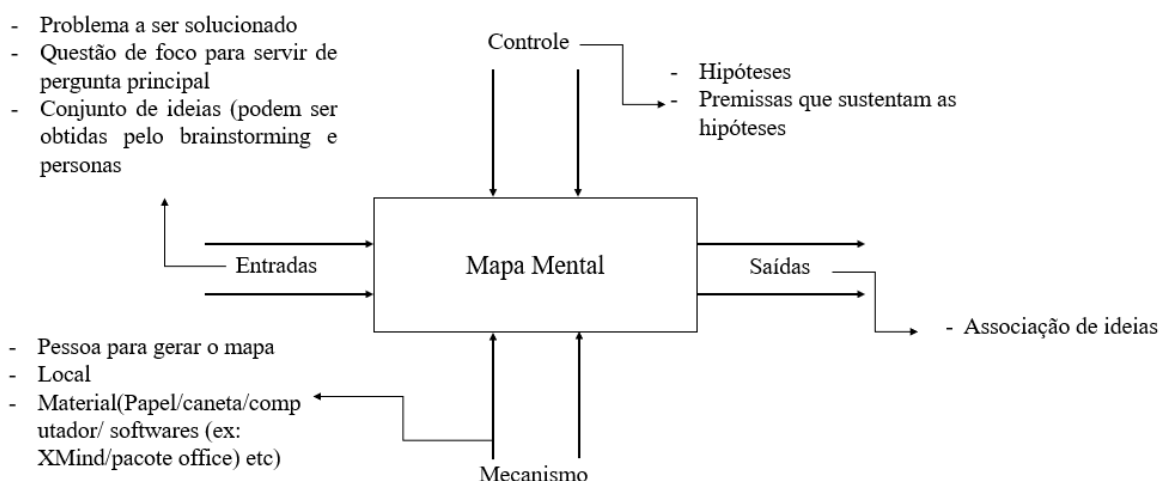 - Problema a ser solucionado
- Questão de foco para servir de
pergunta principal
- Conjunto de ideias (podem ser
obtidas pelo brainstorming e
personas
Controle
- Hipóteses
- Premissas que sustentam as
hipóteses
Entradas
Mapa Mental
Saídas
- Associação de ideias
- Pessoa para gerar o mapa
- Local
- Material(Papel/caneta/comp
utador/ softwares (ex:
XMind/pacote office) etc)
Mecanismo